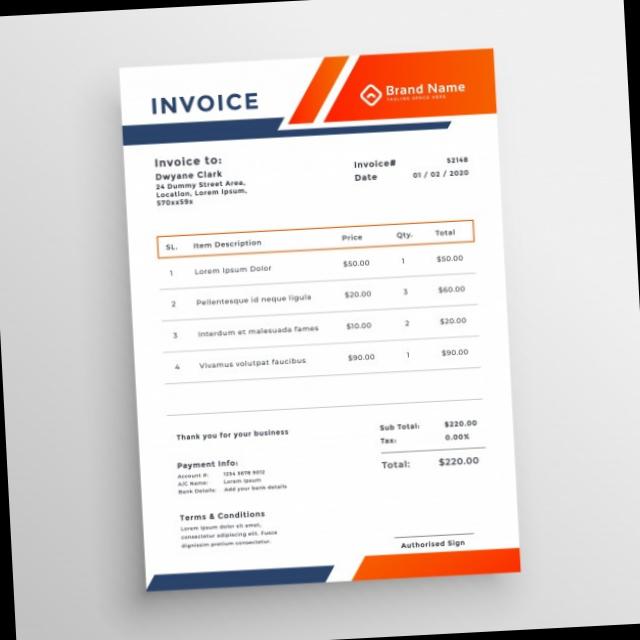 INVOICE
Brand Name
TAGLINE SPACE HERE
Invoice to:
Dwyane Clark
24 Dummy Street Area,
Location, Lorem Ipsum,
570xx59x
Invoice# 52148
Date 01 / 02 / 2020
SL. Item Description Price Qty. Total
1 Lorem Ipsum Dolor $50.00 1 $50.00
2 Pellentesque id neque ligula $20.00 3 $60.00
3 Interdum et malesuada fames $10.00 2 $20.00
4 Vivamus volutpat faucibus $90.00 1 $90.00
Thank you for your business
Sub Total: $220.00
Tax: 0.00%
Total: $220.00
Payment Info:
Account #: 1234 5678 9012
A/C Name: Lorem Ipsum
Bank Details: Add your bank details
Terms & Conditions
Lorem ipsum dolor sit amet,
consectetur adipiscing elit. Fusce
dignissim pretium consectetur.
Authorised Sign